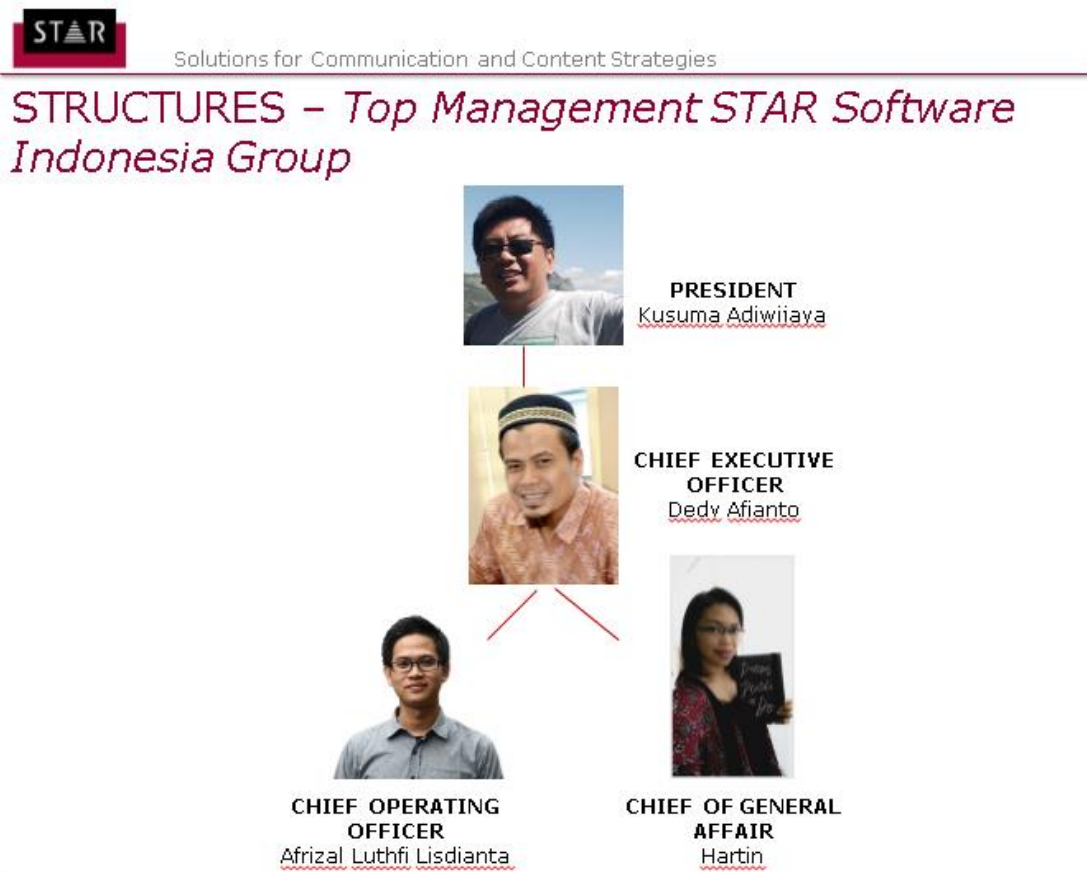 STAR
Solutions for Communication and Content Strategies
STRUCTURES – Top Management STAR Software
Indonesia Group
PRESIDENT
Kusuma Adiwijaya
CHIEF EXECUTIVE
OFFICER
Dedy Afianto
CHIEF OPERATING
OFFICER
Afrizal Luthfi Lisdianta
CHIEF OF GENERAL
AFFAIR
Hartin